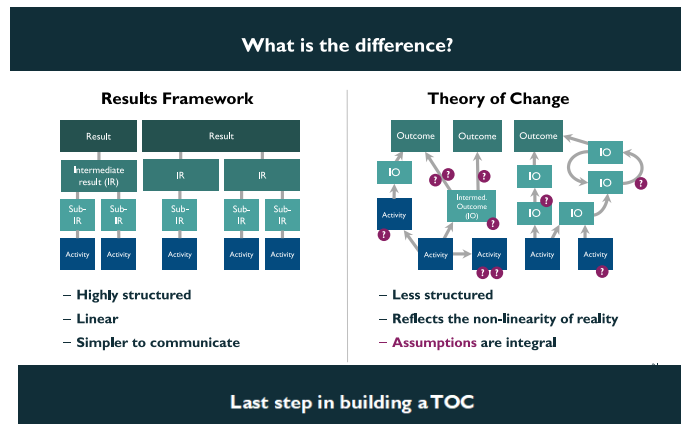 What is the difference?
Results Framework
Result
Result
Intermediate
result (IR)
IR
IR
Sub-
IR
Sub-
IR
Sub-
IR
Sub-
IR
Sub-
IR
Activity
Activity
Activity
Activity
Activity
– Highly structured
– Linear
– Simpler to communicate
Theory of Change
Outcome
Outcome
Outcome
IO
IO
IO
?
?
?
?
IO
Intermed.
Outcome
(IO)
?
?
Activity
?
IO
IO
Activity
Activity
? ?
Activity
Activity
?
– Less structured
– Reflects the non-linearity of reality
– Assumptions are integral
Last step in building a TOC